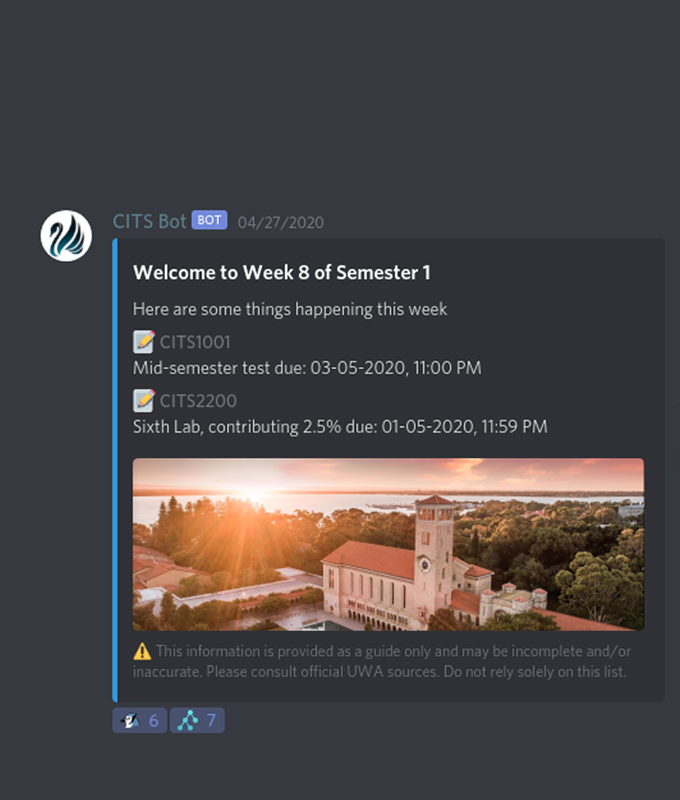 CITS Bot BOT 04/27/2020
Welcome to Week 8 of Semester 1
Here are some things happening this week
CITS1001
Mid-semester test due: 03-05-2020, 11:00 PM
CITS2200
Sixth Lab, contributing 2.5% due: 01-05-2020, 11:59 PM
This information is provided as a guide only and may be incomplete and/or
inaccurate. Please consult official UWA sources. Do not rely solely on this list.
6 7